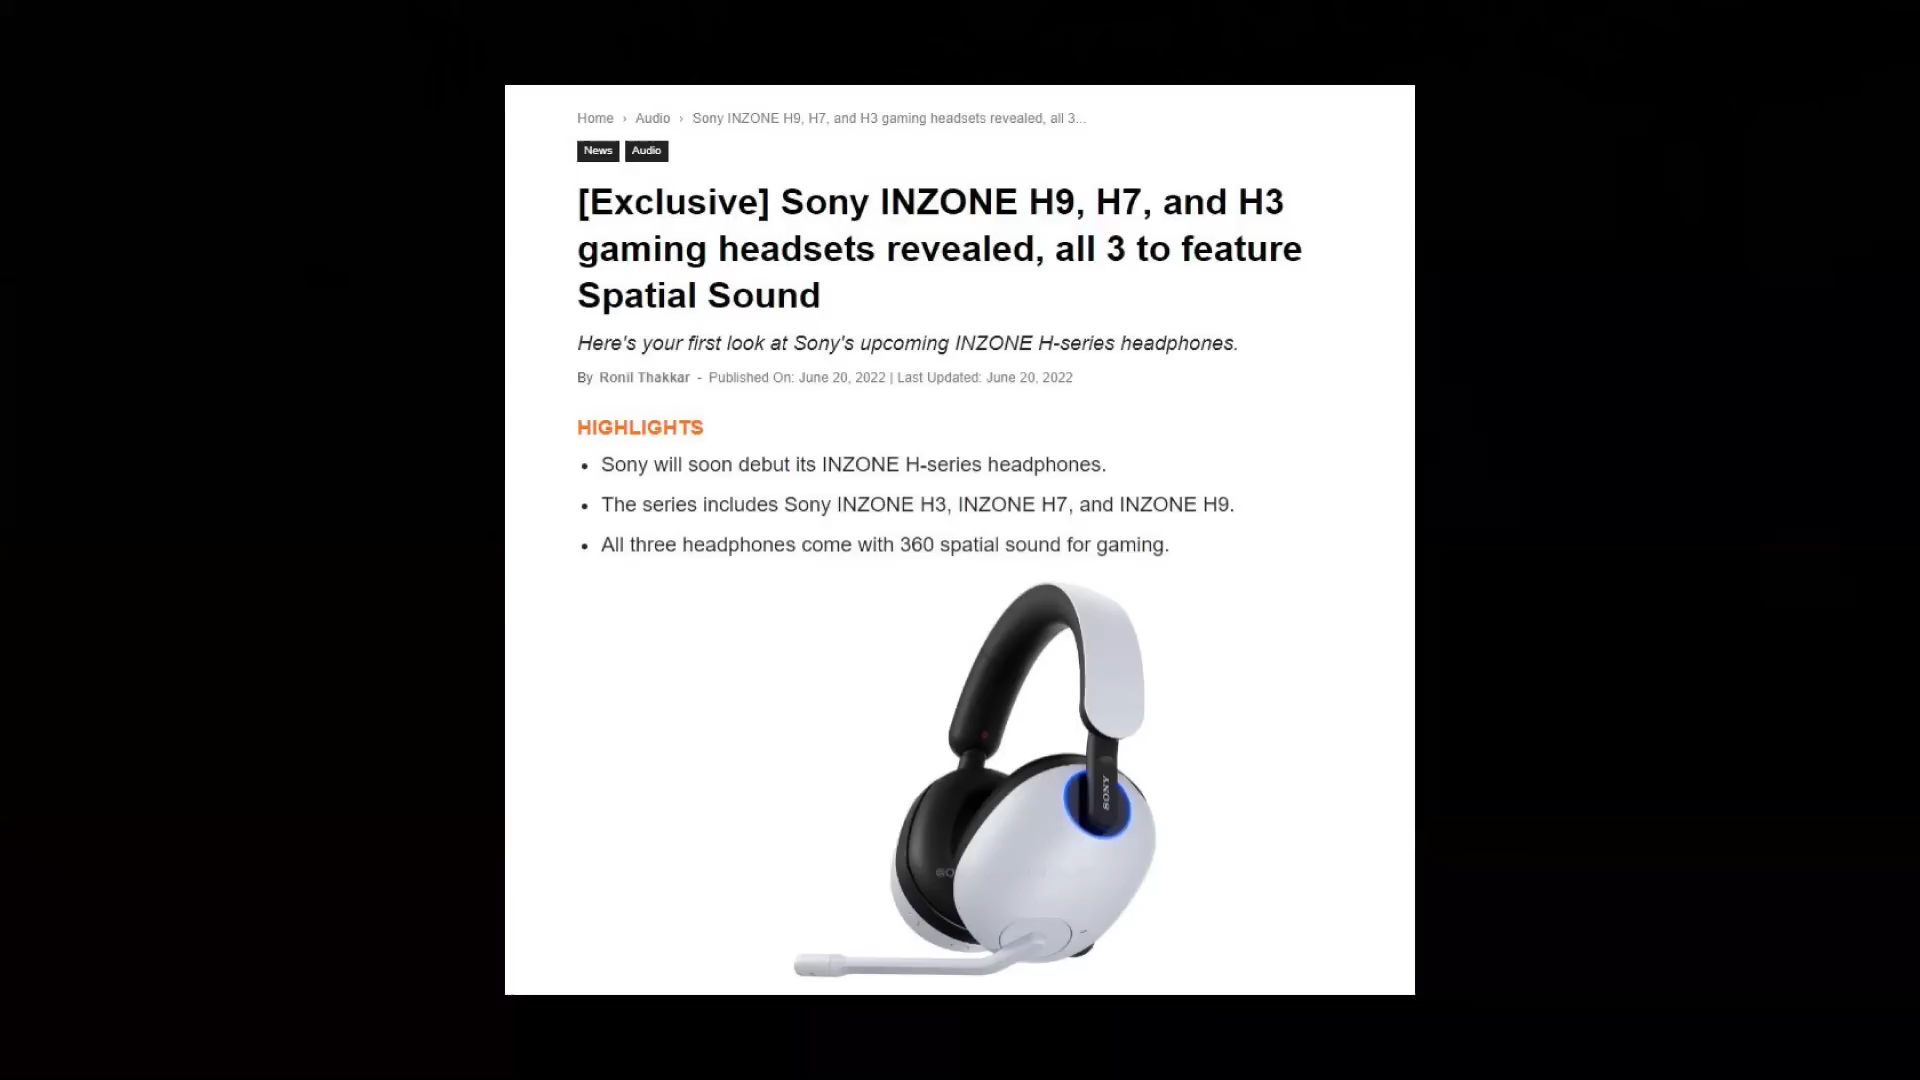 Home › Audio › Sony INZONE H9, H7, and H3 gaming headsets revealed, all 3...
News Audio
[Exclusive] Sony INZONE H9, H7, and H3
gaming headsets revealed, all 3 to feature
Spatial Sound
Here's your first look at Sony's upcoming INZONE H-series headphones.
By Ronil Thakkar - Published On: June 20, 2022 | Last Updated: June 20, 2022
HIGHLIGHTS
• Sony will soon debut its INZONE H-series headphones.
• The series includes Sony INZONE H3, INZONE H7, and INZONE H9.
• All three headphones come with 360 spatial sound for gaming.
SONY